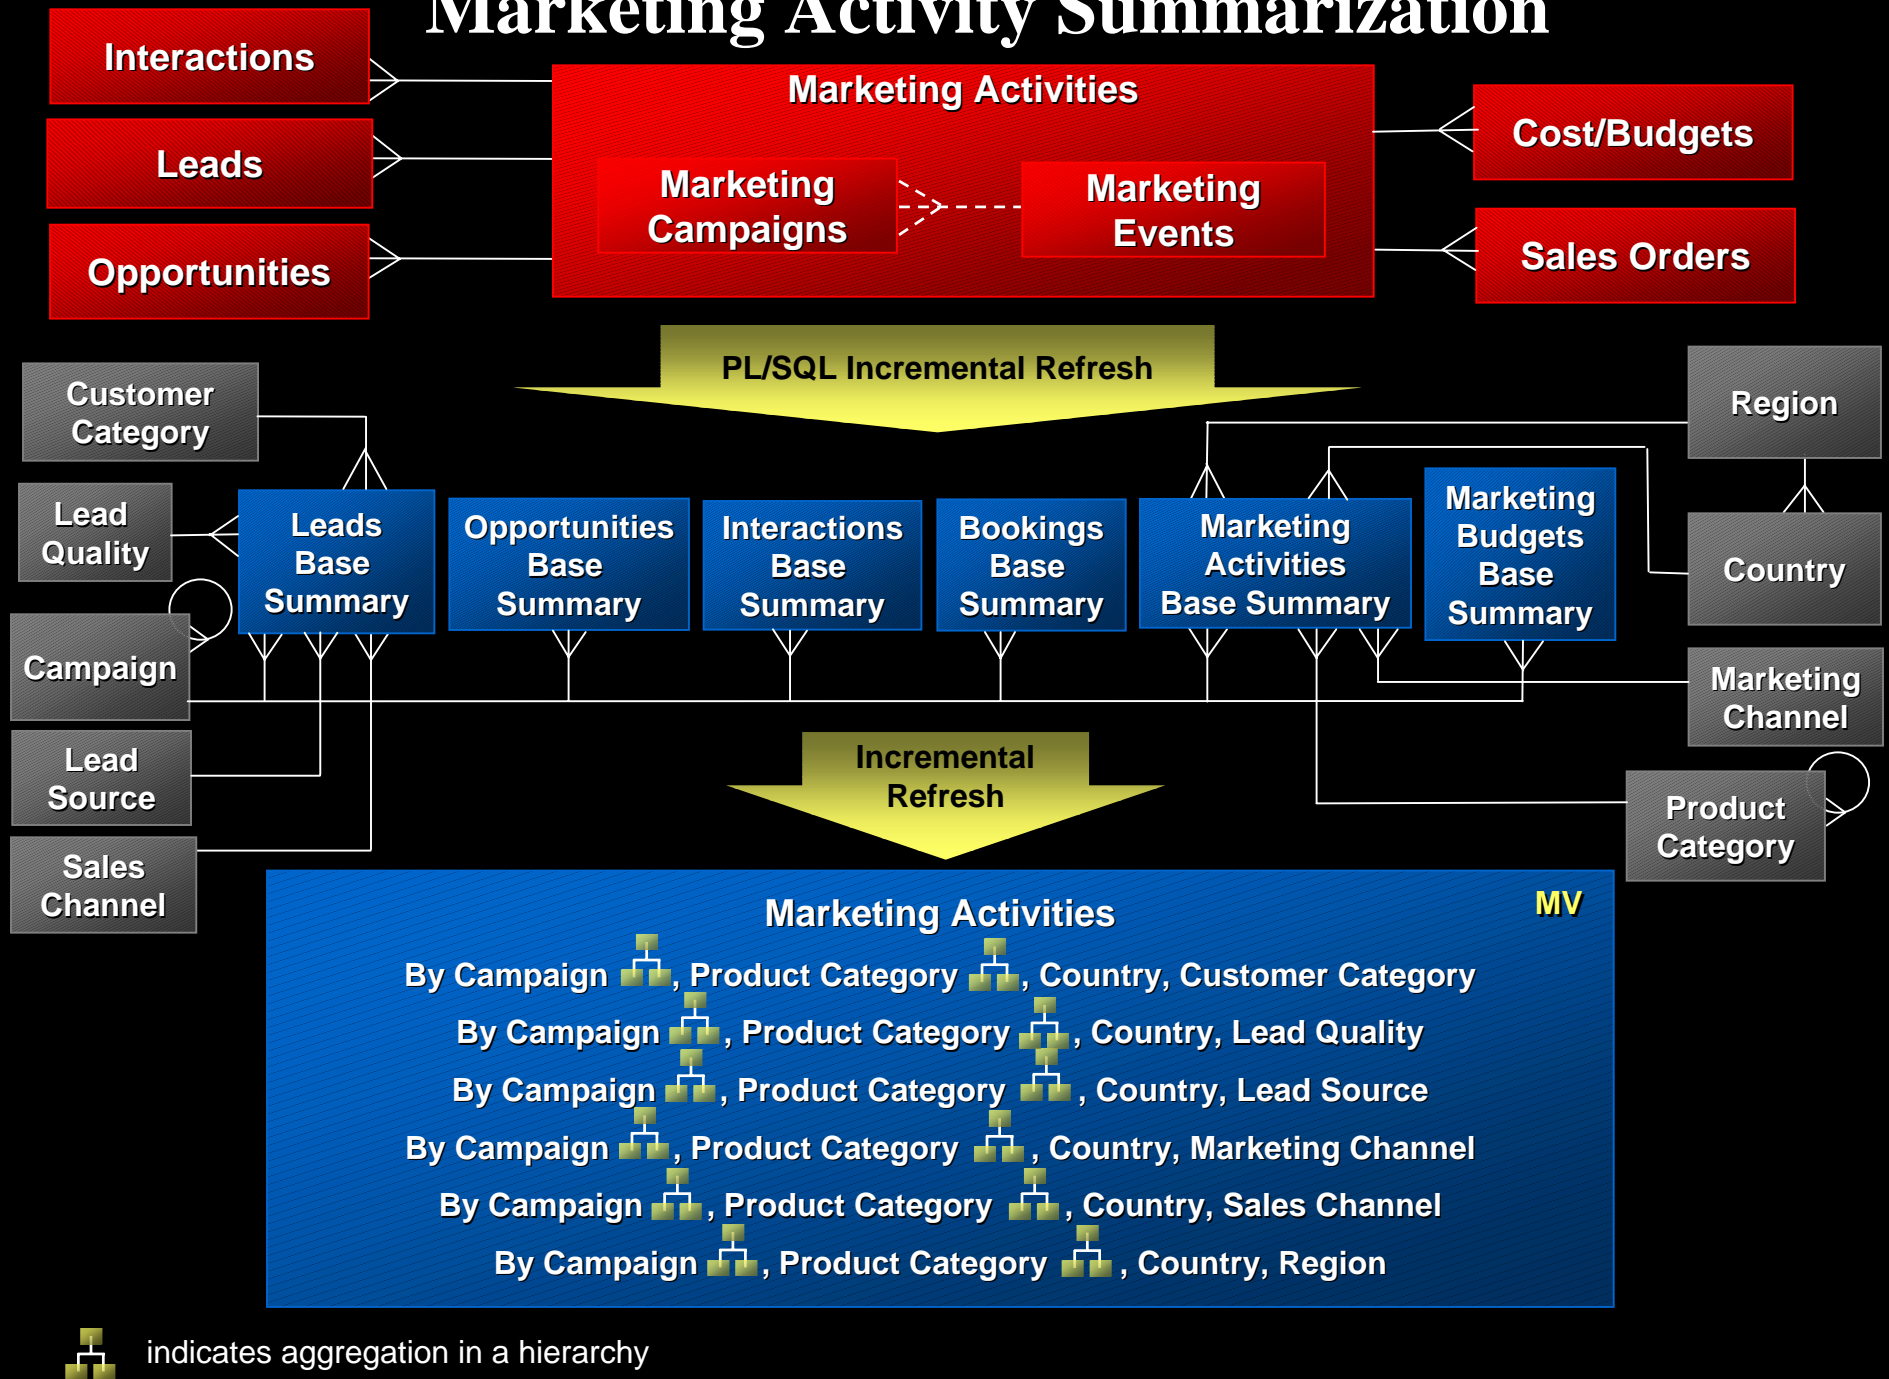 Marketing Activity Summarization
Interactions
Leads
Opportunities
Marketing Activities
Marketing
Campaigns
Marketing
Events
Cost/Budgets
Sales Orders
PL/SQL Incremental Refresh
Customer
Category
Lead
Quality
Campaign
Lead
Source
Sales
Channel
Leads
Base
Summary
Opportunities
Base
Summary
Interactions
Base
Summary
Bookings
Base
Summary
Marketing
Activities
Base Summary
Marketing
Budgets
Base
Summary
Region
Country
Marketing
Channel
Product
Category
Incremental
Refresh
Marketing Activities
MV
By Campaign , Product Category , Country, Customer Category
By Campaign , Product Category , Country, Lead Quality
By Campaign , Product Category , Country, Lead Source
By Campaign , Product Category , Country, Marketing Channel
By Campaign , Product Category , Country, Sales Channel
By Campaign , Product Category , Country, Region
indicates aggregation in a hierarchy